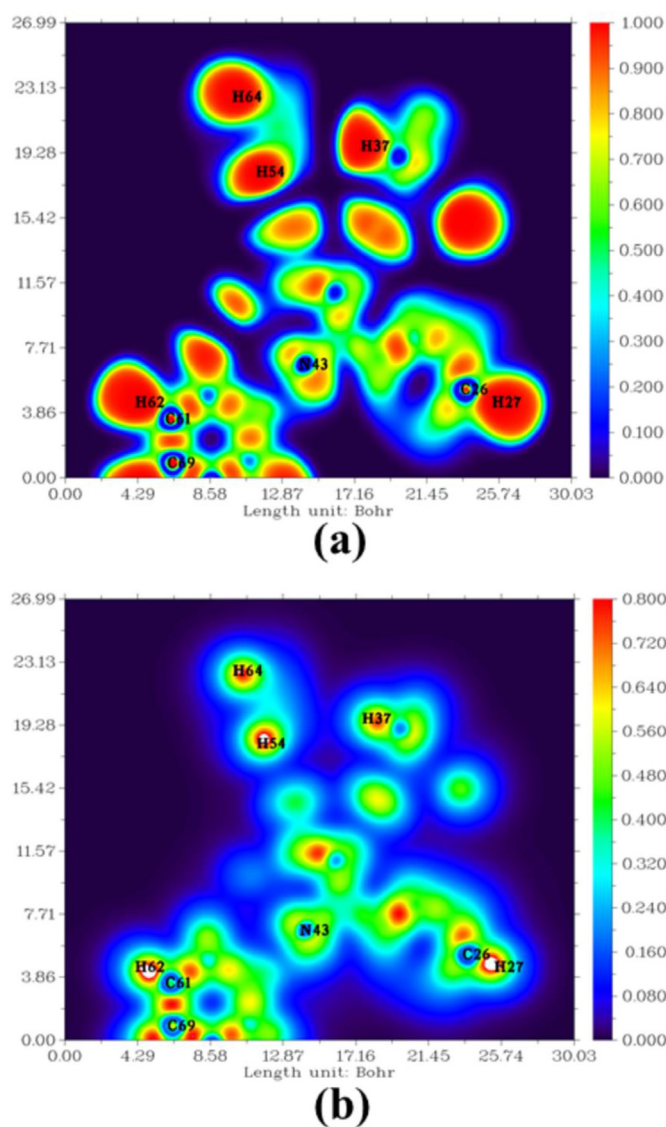 26.99
23.13
19.28
15.42
11.57
7.71
3.86
0.00
H64
H54
H37
N43
C26
H27
H62
C61
C69
1.000
0.900
0.800
0.700
0.600
0.500
0.400
0.300
0.200
0.100
0.000
0.00 4.29 8.58 12.87 17.16 21.45 25.74 30.03
Length unit: Bohr
(a)
26.99
23.13
19.28
15.42
11.57
7.71
3.86
0.00
H64
H54
H37
N43
C26
H27
H62
C61
C69
0.800
0.720
0.640
0.560
0.480
0.400
0.320
0.240
0.160
0.080
0.000
0.00 4.29 8.58 12.87 17.16 21.45 25.74 30.03
Length unit: Bohr
(b)